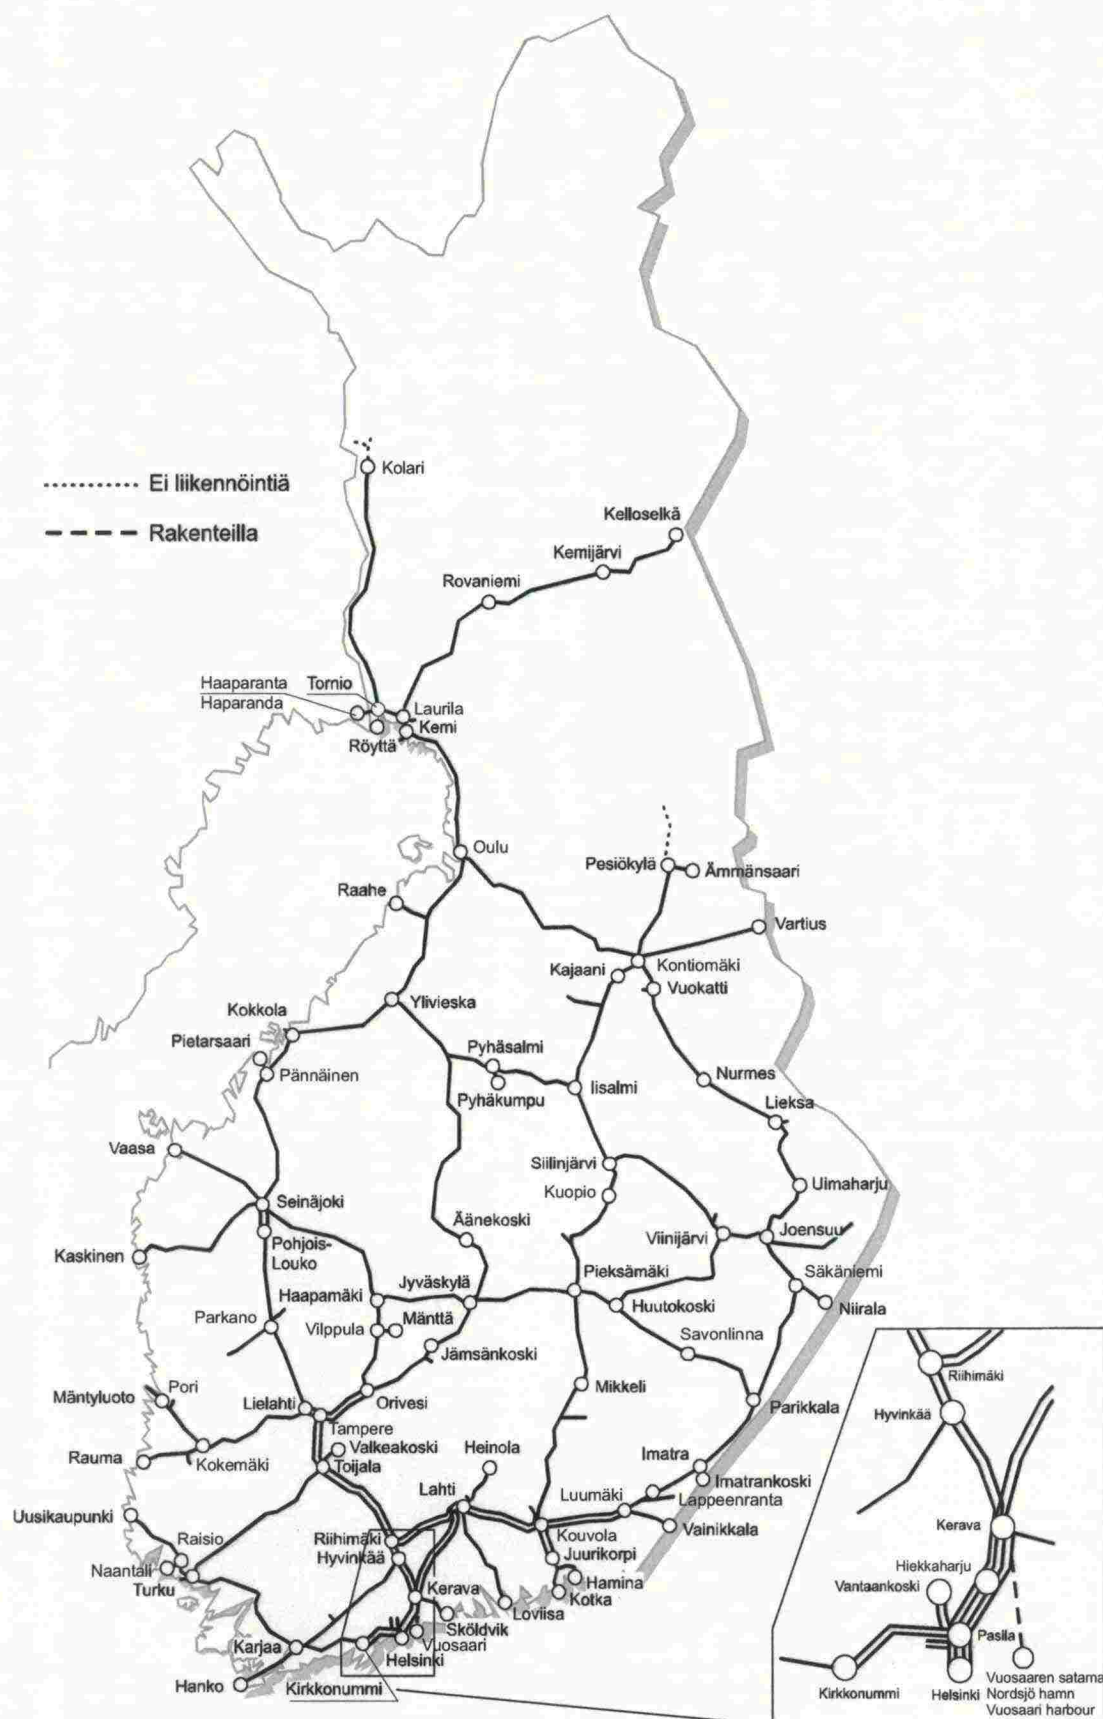 Kolari
Ei liikennöintiä
Rakenteilla
Kelloselkä
Kemijärvi
Rovaniemi
Haaparanta
Haparanda
Tornio
Laurila
Kemi
Röyttä
Oulu
Pesiökylä
Ämmänsaari
Raahe
Vartius
Kontiomäki
Kajaani
Vuokatti
Ylivieska
Kokkola
Pietarsaari
Pännäinen
Pyhäsalmi
Pyhäkumpu
Iisalmi
Nurmes
Lieksa
Vaasa
Siilinjärvi
Kuopio
Uimaharju
Seinäjoki
Äänekoski
Viinijärvi
Joensuu
Kaskinen
Pohjois-
Louko
Jyväskylä
Pieksämäki
Säkäniemi
Haapamäki
Mänttä
Huutokoski
Niirala
Parkano
Vilppula
Savonlinna
Jämsänkoski
Mäntyluoto
Pori
Lielahti
Orivesi
Mikkeli
Parikkala
Tampere
Valkeakoski
Heinola
Imatra
Rauma
Kokemäki
Toijala
Imatrankoski
Lahti
Luumäki
Lappeenranta
Uusikaupunki
Vainikkala
Raisio
Riihimäki
Hyvinkää
Kouvola
Juurikorpi
Naantali
Turku
Kerava
Hamina
Kotka
Loviisa
Sköldvik
Vuosaari
Karjaa
Helsinki
Hanko
Kirkkonummi
Riihimäki
Hyvinkää
Kerava
Hiekkaharju
Vantaankoski
Pasila
Kirkkonummi
Helsinki
Vuosaaren satama
Nordsjö hamn
Vuosaari harbour